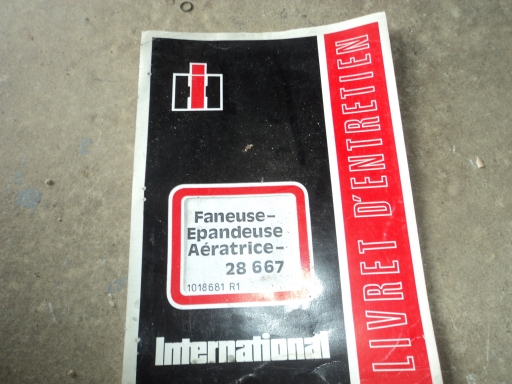 Faneuse-
Epandeuse
Aératrice-
28 667
1018681 R1
International
LIVRET D'ENTRETIEN